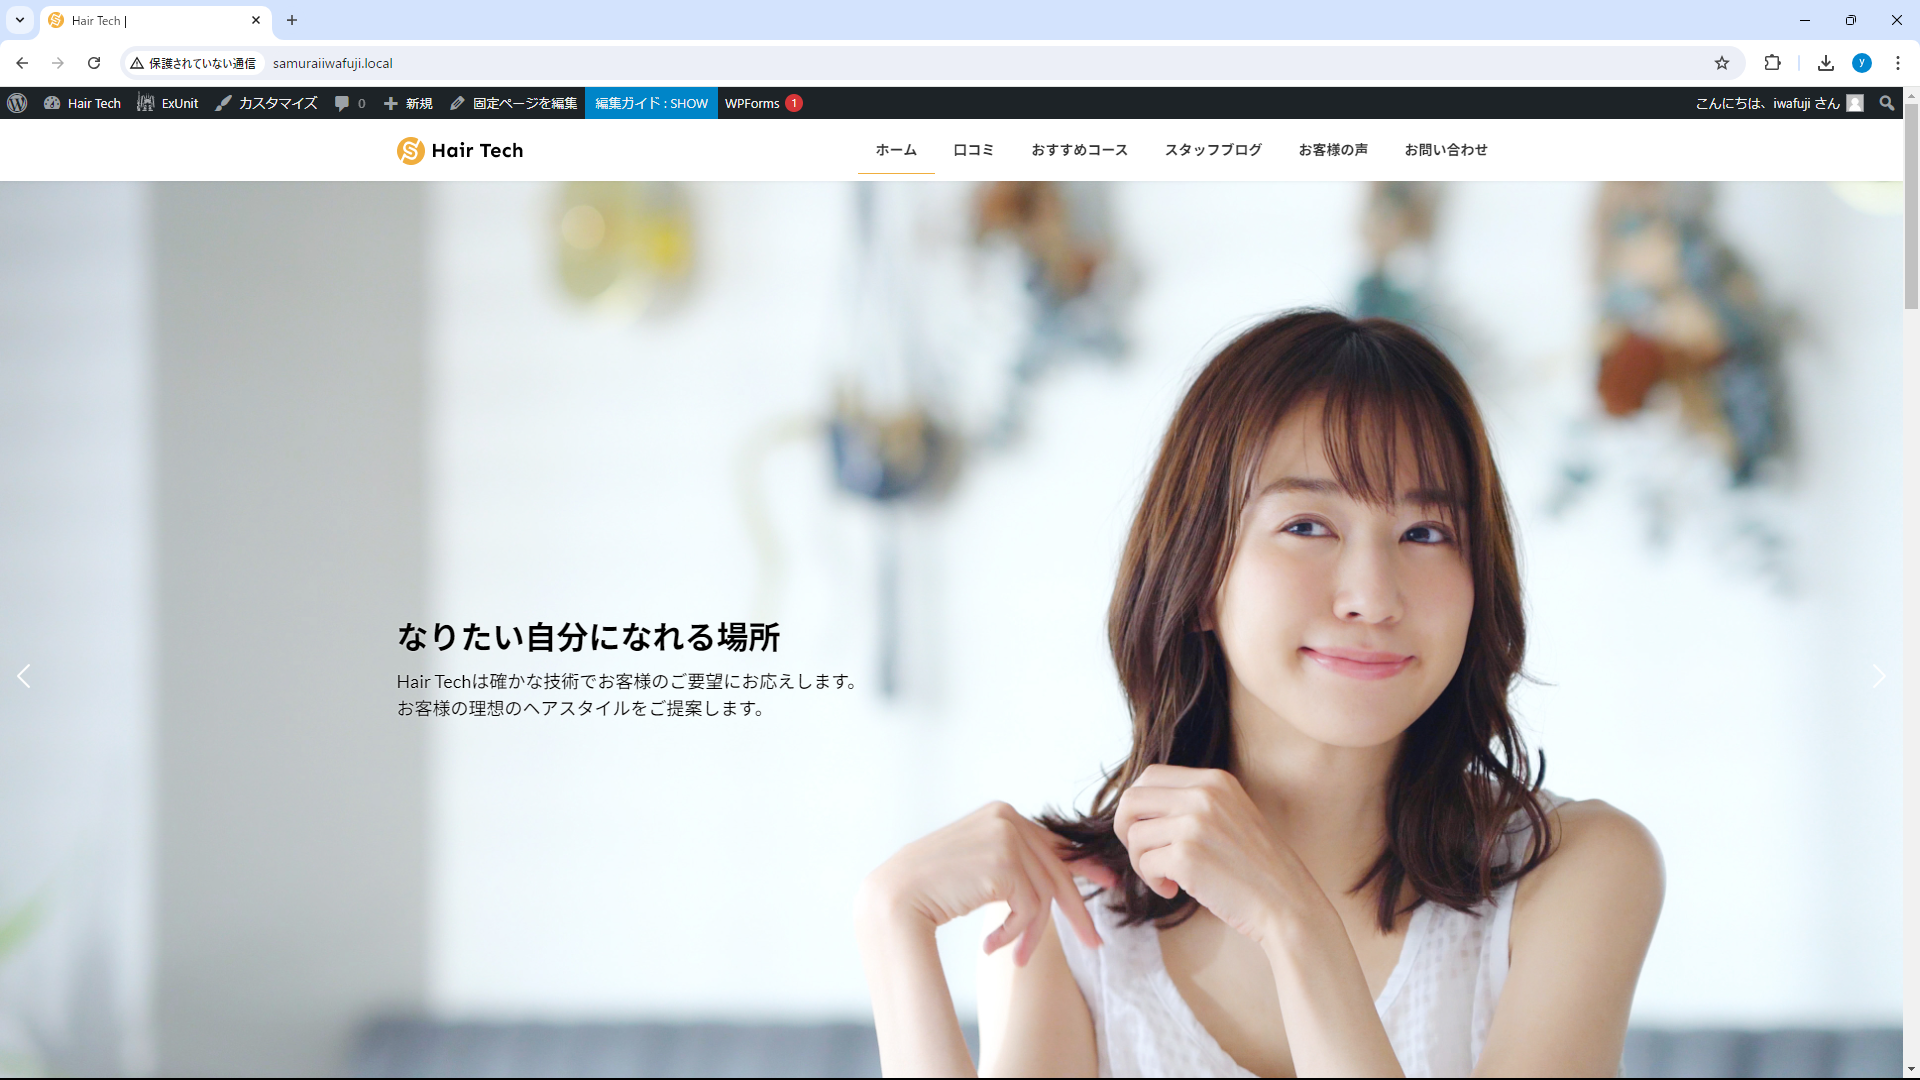 Hair Tech |
保護されていない通信 samuraiiwafuji.local y
Hair Tech ExUnit カスタマイズ 0 新規 固定ページを編集 編集ガイド : SHOW WPForms 1 こんにちは、iwafuji さん
Hair Tech ホーム 口コミ おすすめコース スタッフブログ お客様の声 お問い合わせ
なりたい自分になれる場所
Hair Techは確かな技術でお客様のご要望にお応えします。
お客様の理想のヘアスタイルをご提案します。